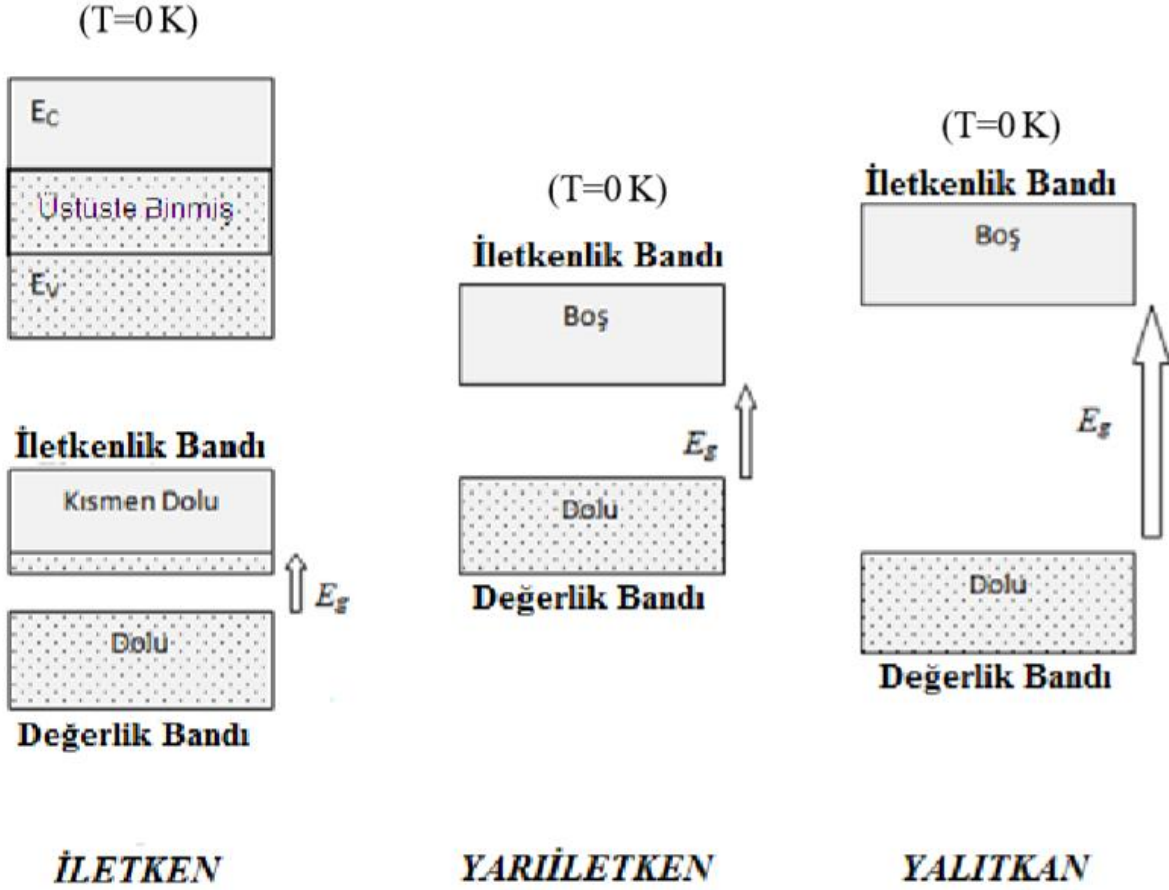 (T=0 K)
E_C
Üstüste Binmiş
E_V
İletkenlik Bandı
Kısmen Dolu
E_g
Dolu
Değerlik Bandı
İLETKEN
(T=0 K)
İletkenlik Bandı
Boş
E_g
Dolu
Değerlik Bandı
YARIİLETKEN
(T=0 K)
İletkenlik Bandı
Boş
E_g
Dolu
Değerlik Bandı
YALITKAN